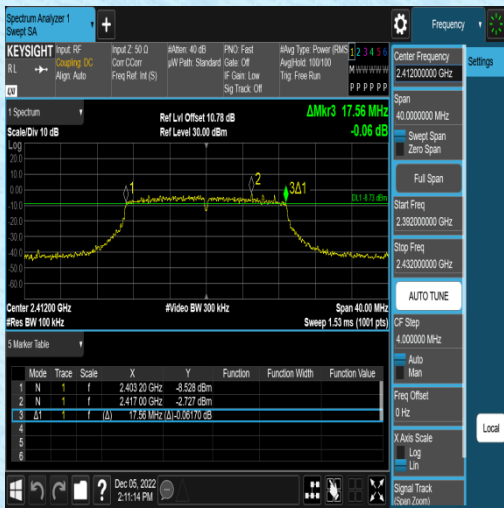 Spectrum Analyzer 1
Swept SA
Frequency
KEYSIGHT
RL
Input: RF
Coupling: DC
Align: Auto
Input Z: 50 Ω
Corr CCorr
Freq Ref: Int (S)
#Atten: 40 dB
µW Path: Standard
PNO: Fast
Gate: Off
IF Gain: Low
Sig Track: Off
#Avg Type: Power (RMS
Avg|Hold: 100/100
Trig: Free Run
1 2 3 4 5 6
M W W W W W
P P P P P P
LXI
1 Spectrum
Scale/Div 10 dB
Ref Lvl Offset 10.78 dB
Ref Level 30.00 dBm
ΔMkr3 17.56 MHz
-0.06 dB
Log
20.0
10.0
0.00
-10.0
-20.0
-30.0
-40.0
-50.0
-60.0
1
2
3Δ1
DL1 -8.73 dBm
Center 2.41200 GHz
#Res BW 100 kHz
#Video BW 300 kHz
Span 40.00 MHz
Sweep 1.53 ms (1001 pts)
5 Marker Table
Mode Trace Scale X Y Function Function Width Function Value
1 N 1 f 2.403 20 GHz -8.528 dBm
2 N 1 f 2.417 00 GHz -2.727 dBm
3 Δ1 1 f (Δ) 17.56 MHz (Δ) -0.06170 dB
4
5
6
Dec 05, 2022
2:11:14 PM
Center Frequency
2.412000000 GHz
Span
40.0000000 MHz
Swept Span
Zero Span
Full Span
Start Freq
2.392000000 GHz
Stop Freq
2.432000000 GHz
AUTO TUNE
CF Step
4.000000 MHz
Auto
Man
Freq Offset
0 Hz
X Axis Scale
Log
Lin
Signal Track
(Span Zoom)
Settings
Local